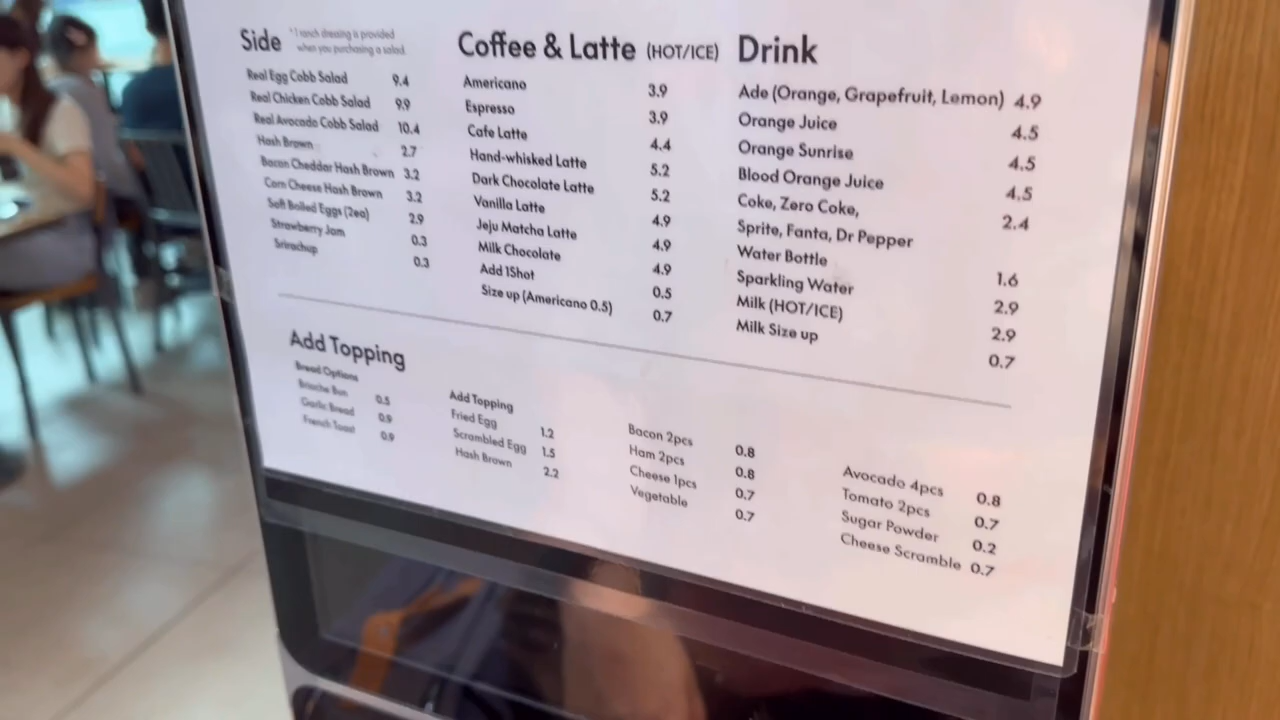 Side
* 1 ranch dressing is provided
when you purchasing a salad.
Real Egg Cobb Salad 9.4
Real Chicken Cobb Salad 9.9
Real Avocado Cobb Salad 10.4
Hash Brown 2.7
Bacon Cheddar Hash Brown 3.2
Corn Cheese Hash Brown 3.2
Soft Boiled Eggs (2ea) 2.9
Strawberry Jam 0.3
Srirachup 0.3
Coffee & Latte (HOT/ICE)
Americano 3.9
Espresso 3.9
Cafe Latte 4.4
Hand-whisked Latte 5.2
Dark Chocolate Latte 5.2
Vanilla Latte 4.9
Jeju Matcha Latte 4.9
Milk Chocolate 4.9
Add 1Shot 0.5
Size up (Americano 0.5) 0.7
Drink
Ade (Orange, Grapefruit, Lemon) 4.9
Orange Juice 4.5
Orange Sunrise 4.5
Blood Orange Juice 4.5
Coke, Zero Coke, 2.4
Sprite, Fanta, Dr Pepper
Water Bottle 1.6
Sparkling Water 2.9
Milk (HOT/ICE) 2.9
Milk Size up 0.7
Add Topping
Bread Options
Brioche Bun 0.5
Garlic Bread 0.9
French Toast 0.9
Add Topping
Fried Egg 1.2
Scrambled Egg 1.5
Hash Brown 2.2
Bacon 2pcs 0.8
Ham 2pcs 0.8
Cheese 1pcs 0.7
Vegetable 0.7
Avocado 4pcs 0.8
Tomato 2pcs 0.7
Sugar Powder 0.2
Cheese Scramble 0.7